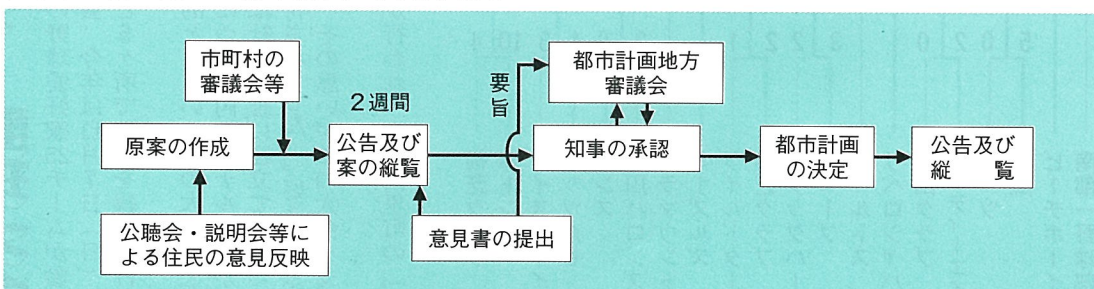 市町村の
審議会等
2週間
要旨
都市計画地方
審議会
原案の作成
公告及び
案の縦覧
知事の承認
都市計画
の決定
公告及び
縦　　覧
公聴会・説明会等
による住民の意見反映
意見書の提出